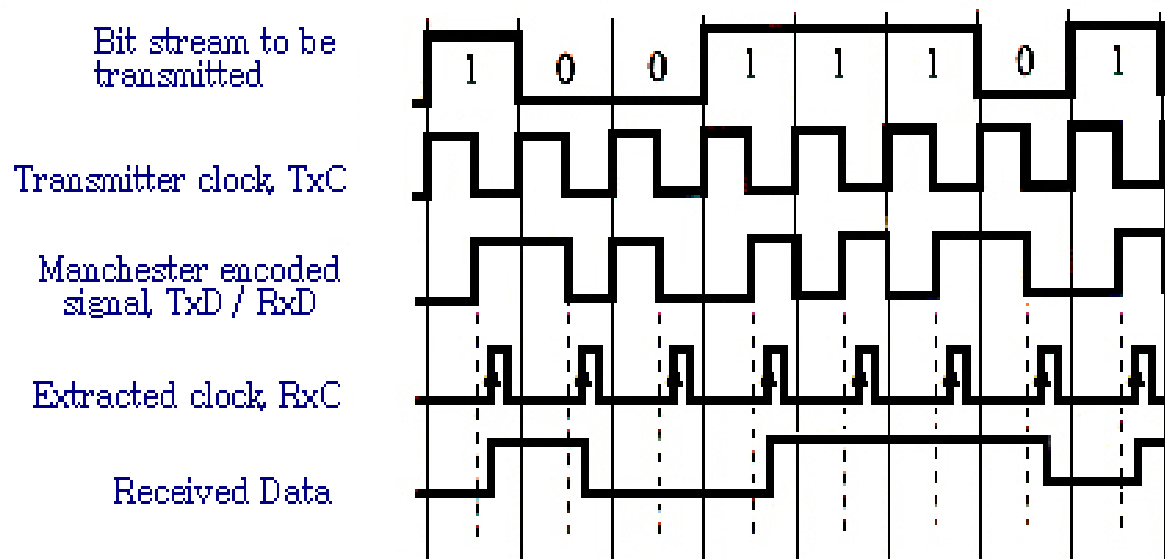 Bit stream to be
transmitted
1 0 0 1 1 1 0 1
Transmitter clock, TxC
Manchester encoded
signal, TxD / RxD
Extracted clock, RxC
Received Data